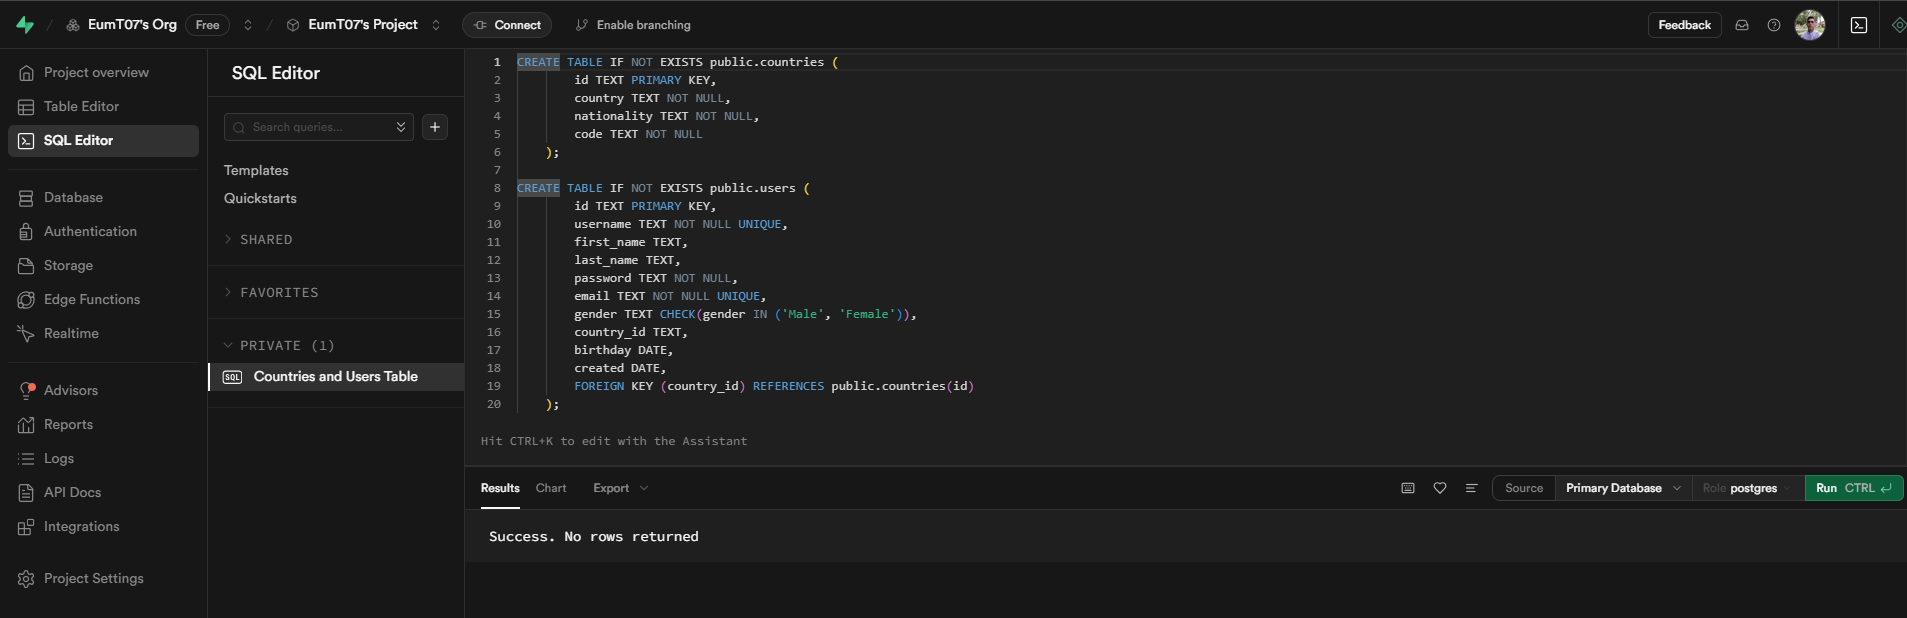 EumT07's Org Free EumT07's Project Connect Enable branching Feedback
Project overview
Table Editor
SQL Editor
Database
Authentication
Storage
Edge Functions
Realtime
Advisors
Reports
Logs
API Docs
Integrations
Project Settings
SQL Editor
Search queries...
Templates
Quickstarts
SHARED
FAVORITES
PRIVATE (1)
SQL Countries and Users Table
1 CREATE TABLE IF NOT EXISTS public.countries (
2 id TEXT PRIMARY KEY,
3 country TEXT NOT NULL,
4 nationality TEXT NOT NULL,
5 code TEXT NOT NULL
6 );
7
8 CREATE TABLE IF NOT EXISTS public.users (
9 id TEXT PRIMARY KEY,
10 username TEXT NOT NULL UNIQUE,
11 first_name TEXT,
12 last_name TEXT,
13 password TEXT NOT NULL,
14 email TEXT NOT NULL UNIQUE,
15 gender TEXT CHECK(gender IN ('Male', 'Female')),
16 country_id TEXT,
17 birthday DATE,
18 created DATE,
19 FOREIGN KEY (country_id) REFERENCES public.countries(id)
20 );
Hit CTRL+K to edit with the Assistant
Results Chart Export Source Primary Database Role postgres Run CTRL
Success. No rows returned